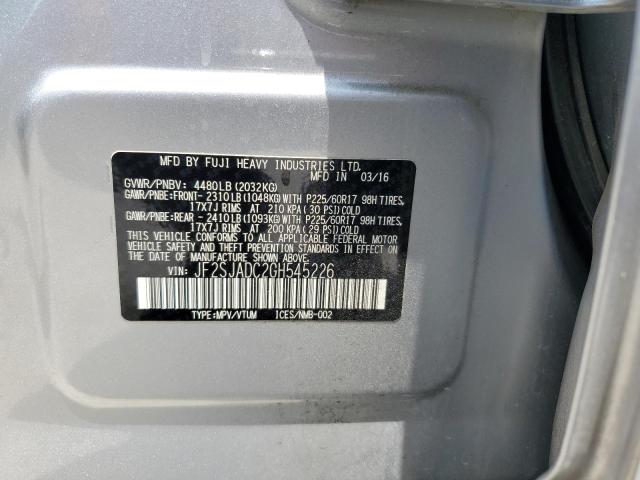 MFD BY FUJI HEAVY INDUSTRIES LTD.
MFD IN 03/16
GVWR/PNBV: 4480LB(2032KG)
GAWR/PNBE:FRONT- 2310LB(1048KG)WITH P225/60R17 98H TIRES,
17X7J RIMS AT 210 KPA(30 PSI)COLD
GAWR/PNBE:REAR - 2410LB(1093KG)WITH P225/60R17 98H TIRES,
17X7J RIMS AT 200 KPA(29 PSI)COLD
THIS VEHICLE CONFORMS TO ALL APPLICABLE FEDERAL MOTOR
VEHICLE SAFETY AND THEFT PREVENTION STANDARDS IN EFFECT ON
THE DATE OF MANUFACTURE SHOWN ABOVE.
VIN: JF2SJADC2GH545226
TYPE:MPV/VTUM ICES/NMB-002